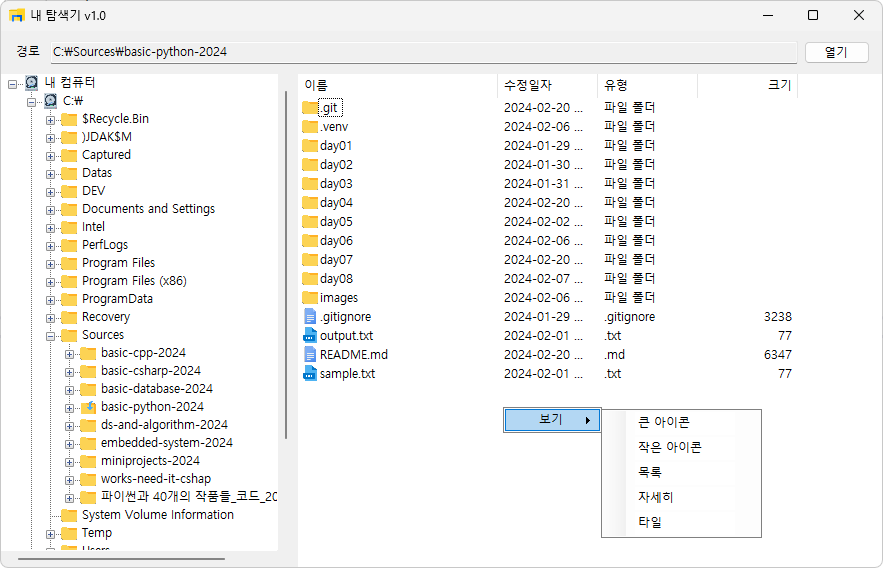 내 탐색기 v1.0
경로 C:₩Sources₩basic-python-2024 열기
내 컴퓨터
C:₩
$Recycle.Bin
)JDAK$M
Captured
Datas
DEV
Documents and Settings
Intel
PerfLogs
Program Files
Program Files (x86)
ProgramData
Recovery
Sources
basic-cpp-2024
basic-csharp-2024
basic-database-2024
basic-python-2024
ds-and-algorithm-2024
embedded-system-2024
miniprojects-2024
works-need-it-cshap
파이썬과 40개의 작품들_코드_20
System Volume Information
Temp
Users
이름 수정일자 유형 크기
.git 2024-02-20 ... 파일 폴더
.venv 2024-02-06 ... 파일 폴더
day01 2024-01-29 ... 파일 폴더
day02 2024-01-30 ... 파일 폴더
day03 2024-01-31 ... 파일 폴더
day04 2024-02-20 ... 파일 폴더
day05 2024-02-02 ... 파일 폴더
day06 2024-02-06 ... 파일 폴더
day07 2024-02-20 ... 파일 폴더
day08 2024-02-07 ... 파일 폴더
images 2024-02-06 ... 파일 폴더
.gitignore 2024-01-29 ... .gitignore 3238
output.txt 2024-02-01 ... .txt 77
README.md 2024-02-20 ... .md 6347
sample.txt 2024-02-01 ... .txt 77
보기
큰 아이콘
작은 아이콘
목록
자세히
타일